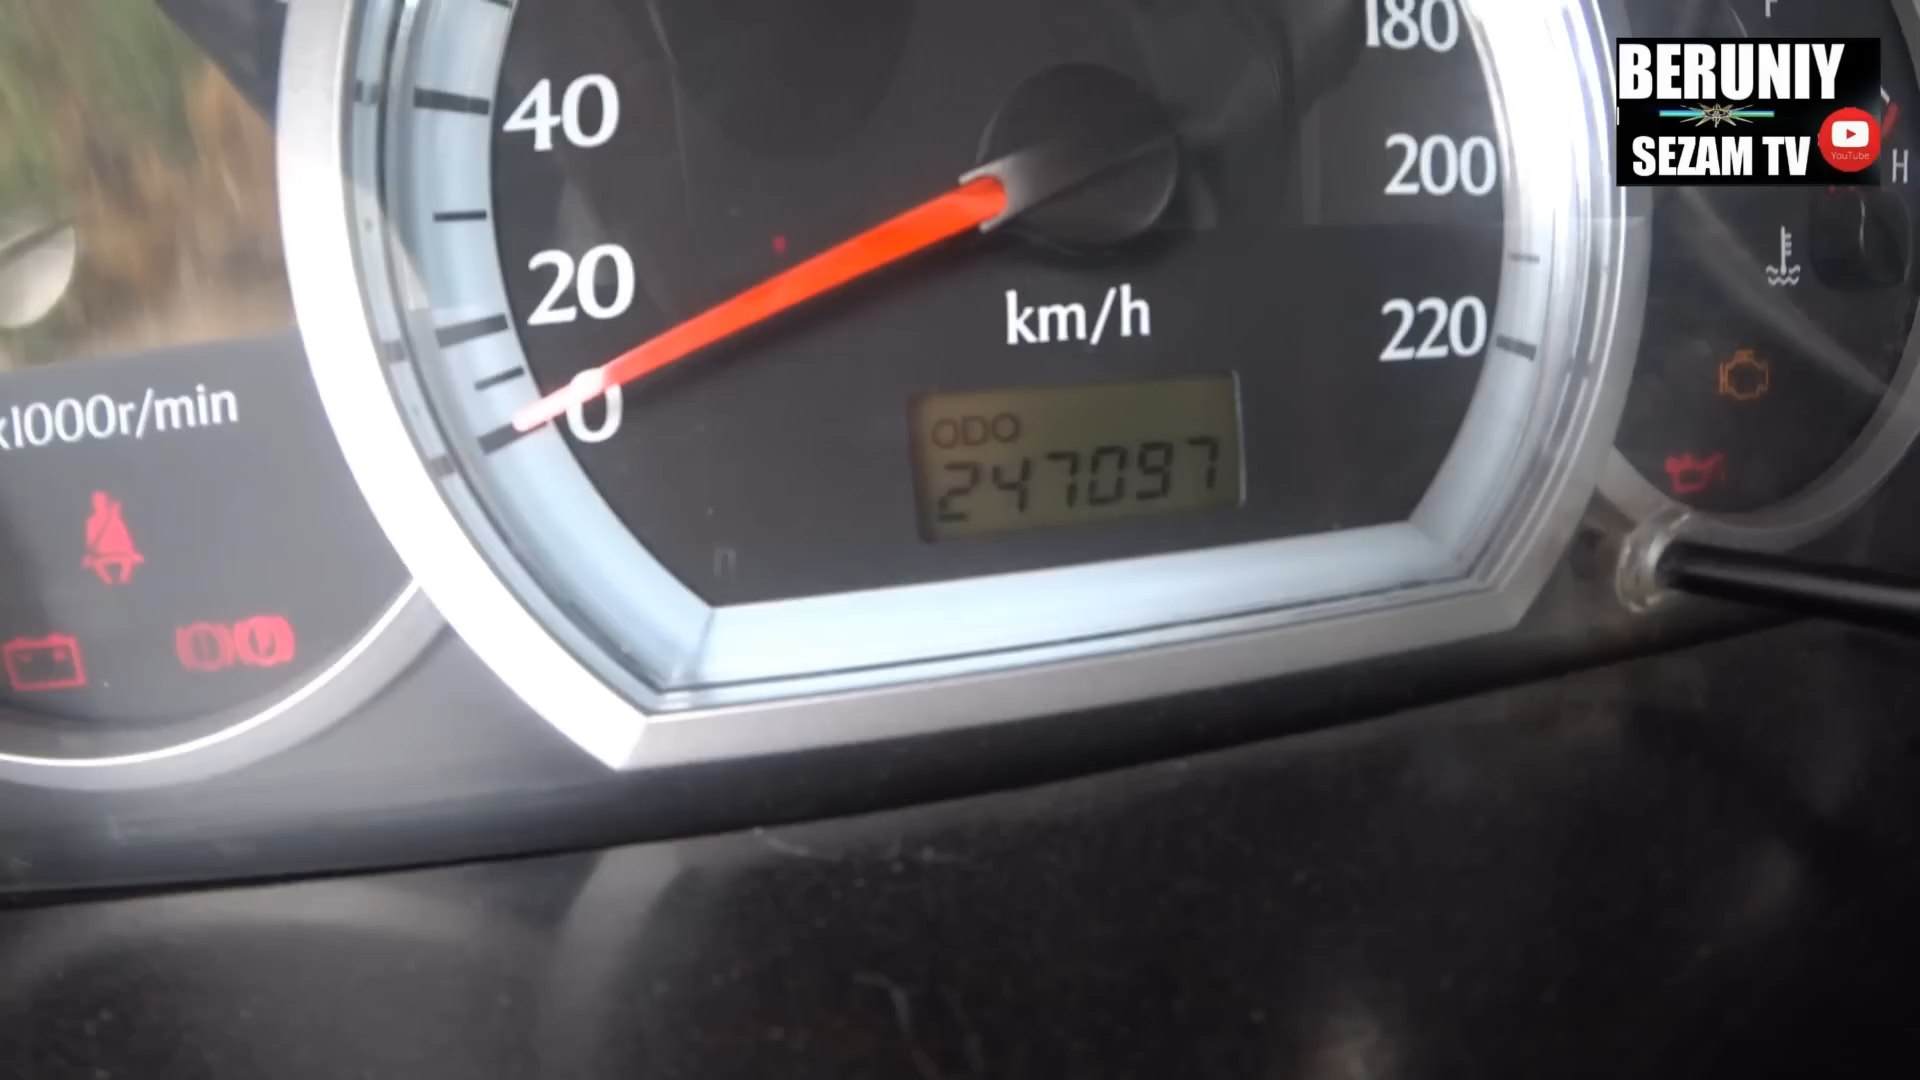 180
BERUNIY
SEZAM TV
YouTube
40
200
H
20
km/h
220
0
x1000r/min
ODO
247097